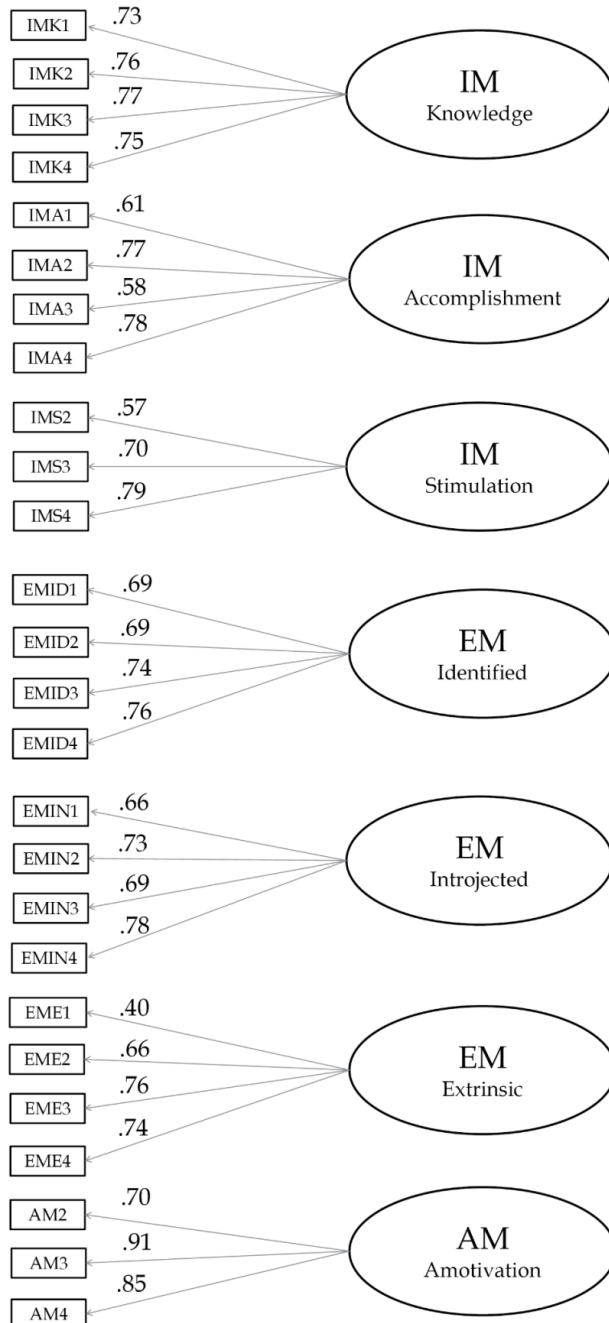 IMK1
.73
IMK2
.76
IMK3
.77
IMK4
.75
IM
Knowledge
IMA1
.61
IMA2
.77
IMA3
.58
IMA4
.78
IM
Accomplishment
IMS2
.57
IMS3
.70
IMS4
.79
IM
Stimulation
EMID1
.69
EMID2
.69
EMID3
.74
EMID4
.76
EM
Identified
EMIN1
.66
EMIN2
.73
EMIN3
.69
EMIN4
.78
EM
Introjected
EME1
.40
EME2
.66
EME3
.76
EME4
.74
EM
Extrinsic
AM2
.70
AM3
.91
AM4
.85
AM
Amotivation